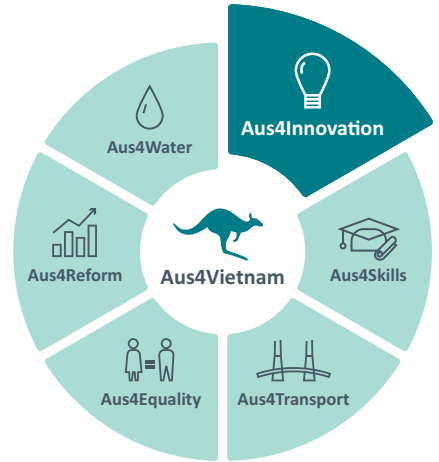 Aus4Innovation
Aus4Water
Aus4Reform
Aus4Vietnam
Aus4Skills
Aus4Equality
Aus4Transport